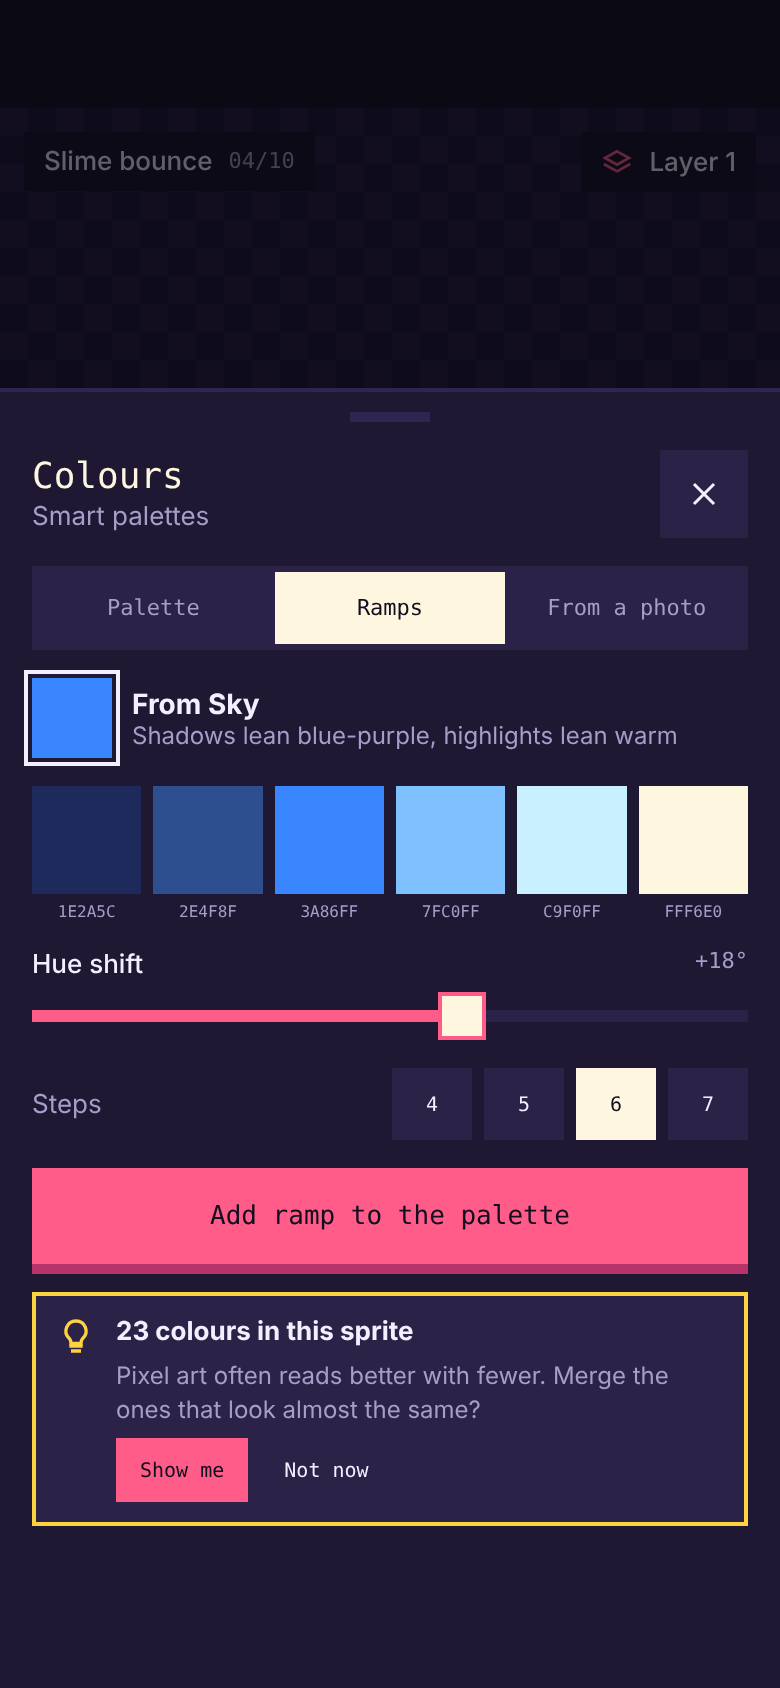 Slime bounce 04/10
Layer 1
Colours
Smart palettes
Palette
Ramps
From a photo
From Sky
Shadows lean blue-purple, highlights lean warm
1E2A5C
2E4F8F
3A86FF
7FC0FF
C9F0FF
FFF6E0
Hue shift
+18°
Steps
4
5
6
7
Add ramp to the palette
23 colours in this sprite
Pixel art often reads better with fewer. Merge the
ones that look almost the same?
Show me
Not now